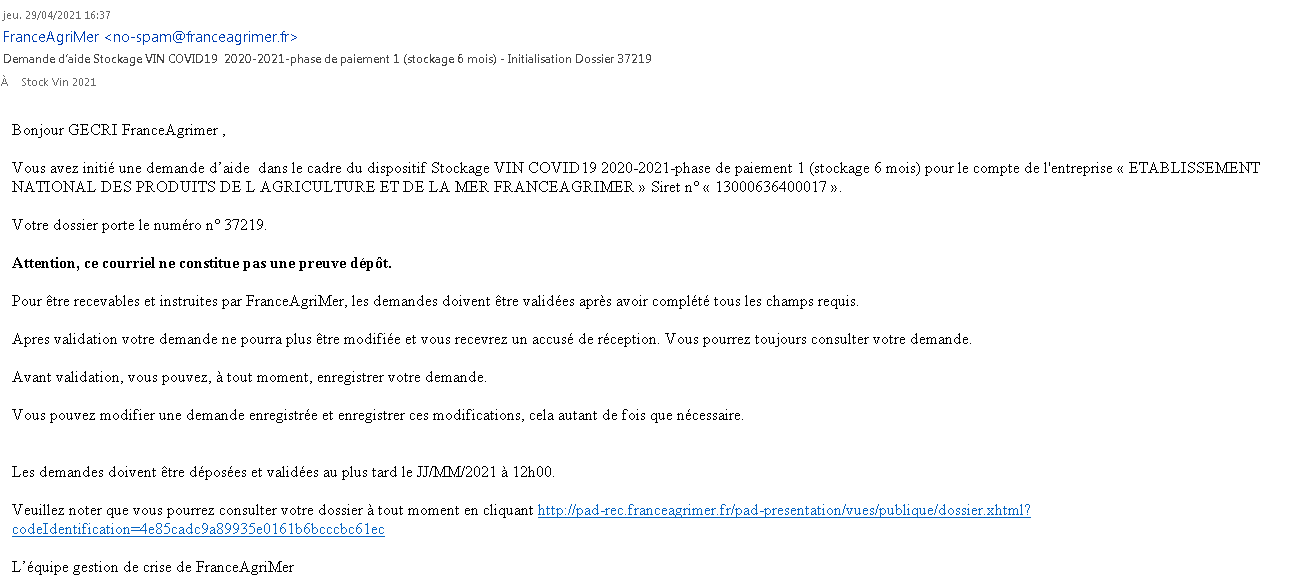 jeu. 29/04/2021 16:37
FranceAgriMer <no-spam@franceagrimer.fr>
Demande d’aide Stockage VIN COVID19  2020-2021-phase de paiement 1 (stockage 6 mois) - Initialisation Dossier 37219
À Stock Vin 2021
Bonjour GECRI FranceAgrimer ,
Vous avez initié une demande d’aide  dans le cadre du dispositif Stockage VIN COVID19 2020-2021-phase de paiement 1 (stockage 6 mois) pour le compte de l'entreprise « ETABLISSEMENT
NATIONAL DES PRODUITS DE L AGRICULTURE ET DE LA MER FRANCEAGRIMER » Siret n° « 13000636400017 ».
Votre dossier porte le numéro n° 37219.
Attention, ce courriel ne constitue pas une preuve dépôt.
Pour être recevables et instruites par FranceAgriMer, les demandes doivent être validées après avoir complété tous les champs requis.
Apres validation votre demande ne pourra plus être modifiée et vous recevrez un accusé de réception. Vous pourrez toujours consulter votre demande.
Avant validation, vous pouvez, à tout moment, enregistrer votre demande.
Vous pouvez modifier une demande enregistrée et enregistrer ces modifications, cela autant de fois que nécessaire.
Les demandes doivent être déposées et validées au plus tard le JJ/MM/2021 à 12h00.
Veuillez noter que vous pourrez consulter votre dossier à tout moment en cliquant http://pad-rec.franceagrimer.fr/pad-presentation/vues/publique/dossier.xhtml?
codeIdentification=4e85cadc9a89935e0161b6bcccbc61ec
L’équipe gestion de crise de FranceAgriMer